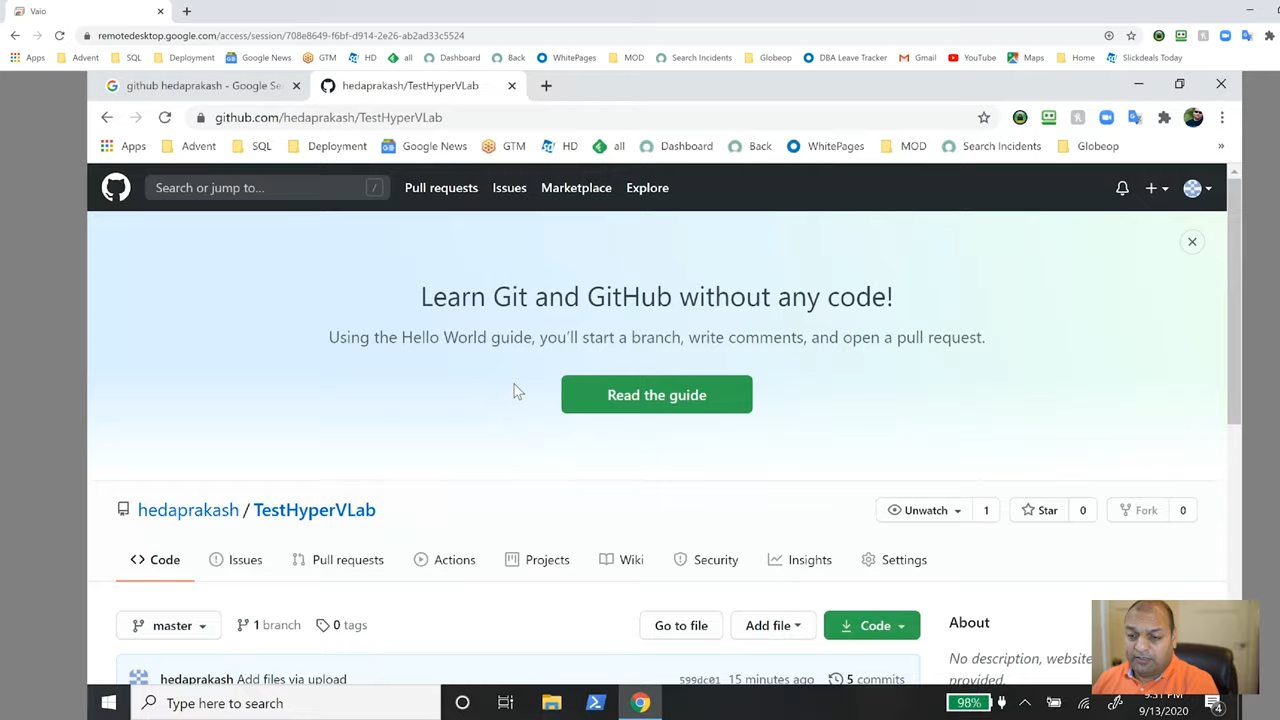 Vaio
remotedesktop.google.com/access/session/708e8649-f6bf-d914-2e26-ab2ad33c5524
Apps Advent SQL Deployment Google News GTM HD all Dashboard Back WhitePages MOD Search Incidents Globeop DBA Leave Tracker Gmail YouTube Maps Home Slickdeals Today
github hedaprakash - Google Se hedaprakash/TestHyperVLab
github.com/hedaprakash/TestHyperVLab
Apps Advent SQL Deployment Google News GTM HD all Dashboard Back WhitePages MOD Search Incidents Globeop »
Search or jump to... / Pull requests Issues Marketplace Explore
Learn Git and GitHub without any code!
Using the Hello World guide, you'll start a branch, write comments, and open a pull request.
Read the guide
hedaprakash / TestHyperVLab Unwatch 1 Star 0 Fork 0
<> Code Issues Pull requests Actions Projects Wiki Security Insights Settings
master 1 branch 0 tags Go to file Add file Code About
No description, website
provided.
hedaprakash Add files via upload 599dc01 15 minutes ago 5 commits
Type here to search 98% PM
9/13/2020 4